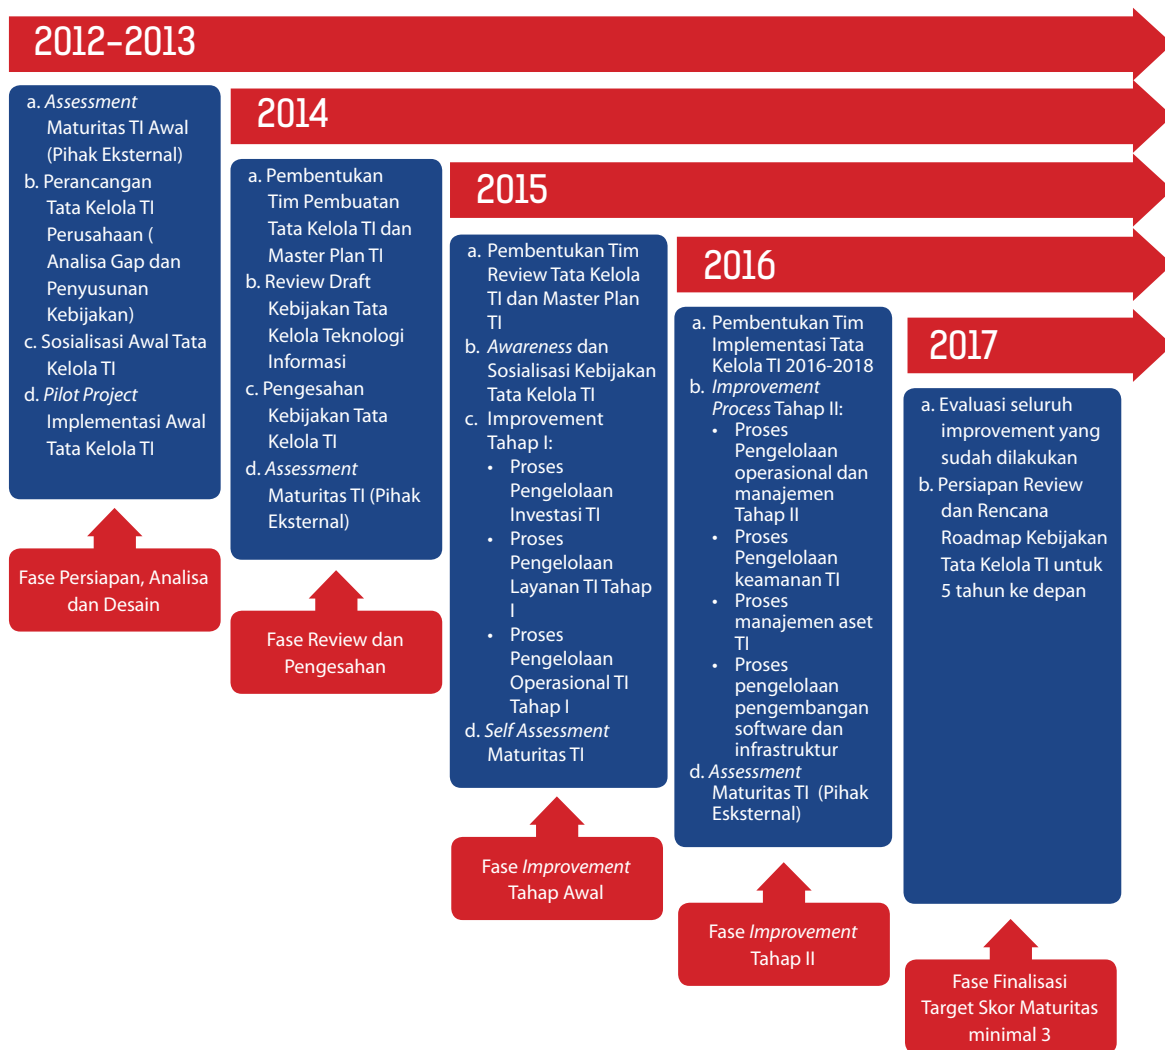 2012–2013
a. Assessment
Maturitas TI Awal
(Pihak Eksternal)
b. Perancangan
Tata Kelola TI
Perusahaan (
Analisa Gap dan
Penyusunan
Kebijakan)
c. Sosialisasi Awal Tata
Kelola TI
d. Pilot Project
Implementasi Awal
Tata Kelola TI
Fase Persiapan, Analisa
dan Desain
2014
a. Pembentukan
Tim Pembuatan
Tata Kelola TI dan
Master Plan TI
b. Review Draft
Kebijakan Tata
Kelola Teknologi
Informasi
c. Pengesahan
Kebijakan Tata
Kelola TI
d. Assessment
Maturitas TI (Pihak
Eksternal)
Fase Review dan
Pengesahan
2015
a. Pembentukan Tim
Review Tata Kelola
TI dan Master Plan
TI
b. Awareness dan
Sosialisasi Kebijakan
Tata Kelola TI
c. Improvement
Tahap I:
• Proses
Pengelolaan
Investasi TI
• Proses
Pengelolaan
Layanan TI Tahap
I
• Proses
Pengelolaan
Operasional TI
Tahap I
d. Self Assessment
Maturitas TI
Fase Improvement
Tahap Awal
2016
a. Pembentukan Tim
Implementasi Tata
Kelola TI 2016-2018
b. Improvement
Process Tahap II:
• Proses
Pengelolaan
operasional dan
manajemen
Tahap II
• Proses
Pengelolaan
keamanan TI
• Proses
manajemen aset
TI
• Proses
pengelolaan
pengembangan
software dan
infrastruktur
d. Assessment
Maturitas TI (Pihak
Esksternal)
Fase Improvement
Tahap II
2017
a. Evaluasi seluruh
improvement yang
sudah dilakukan
b. Persiapan Review
dan Rencana
Roadmap Kebijakan
Tata Kelola TI untuk
5 tahun ke depan
Fase Finalisasi
Target Skor Maturitas
minimal 3